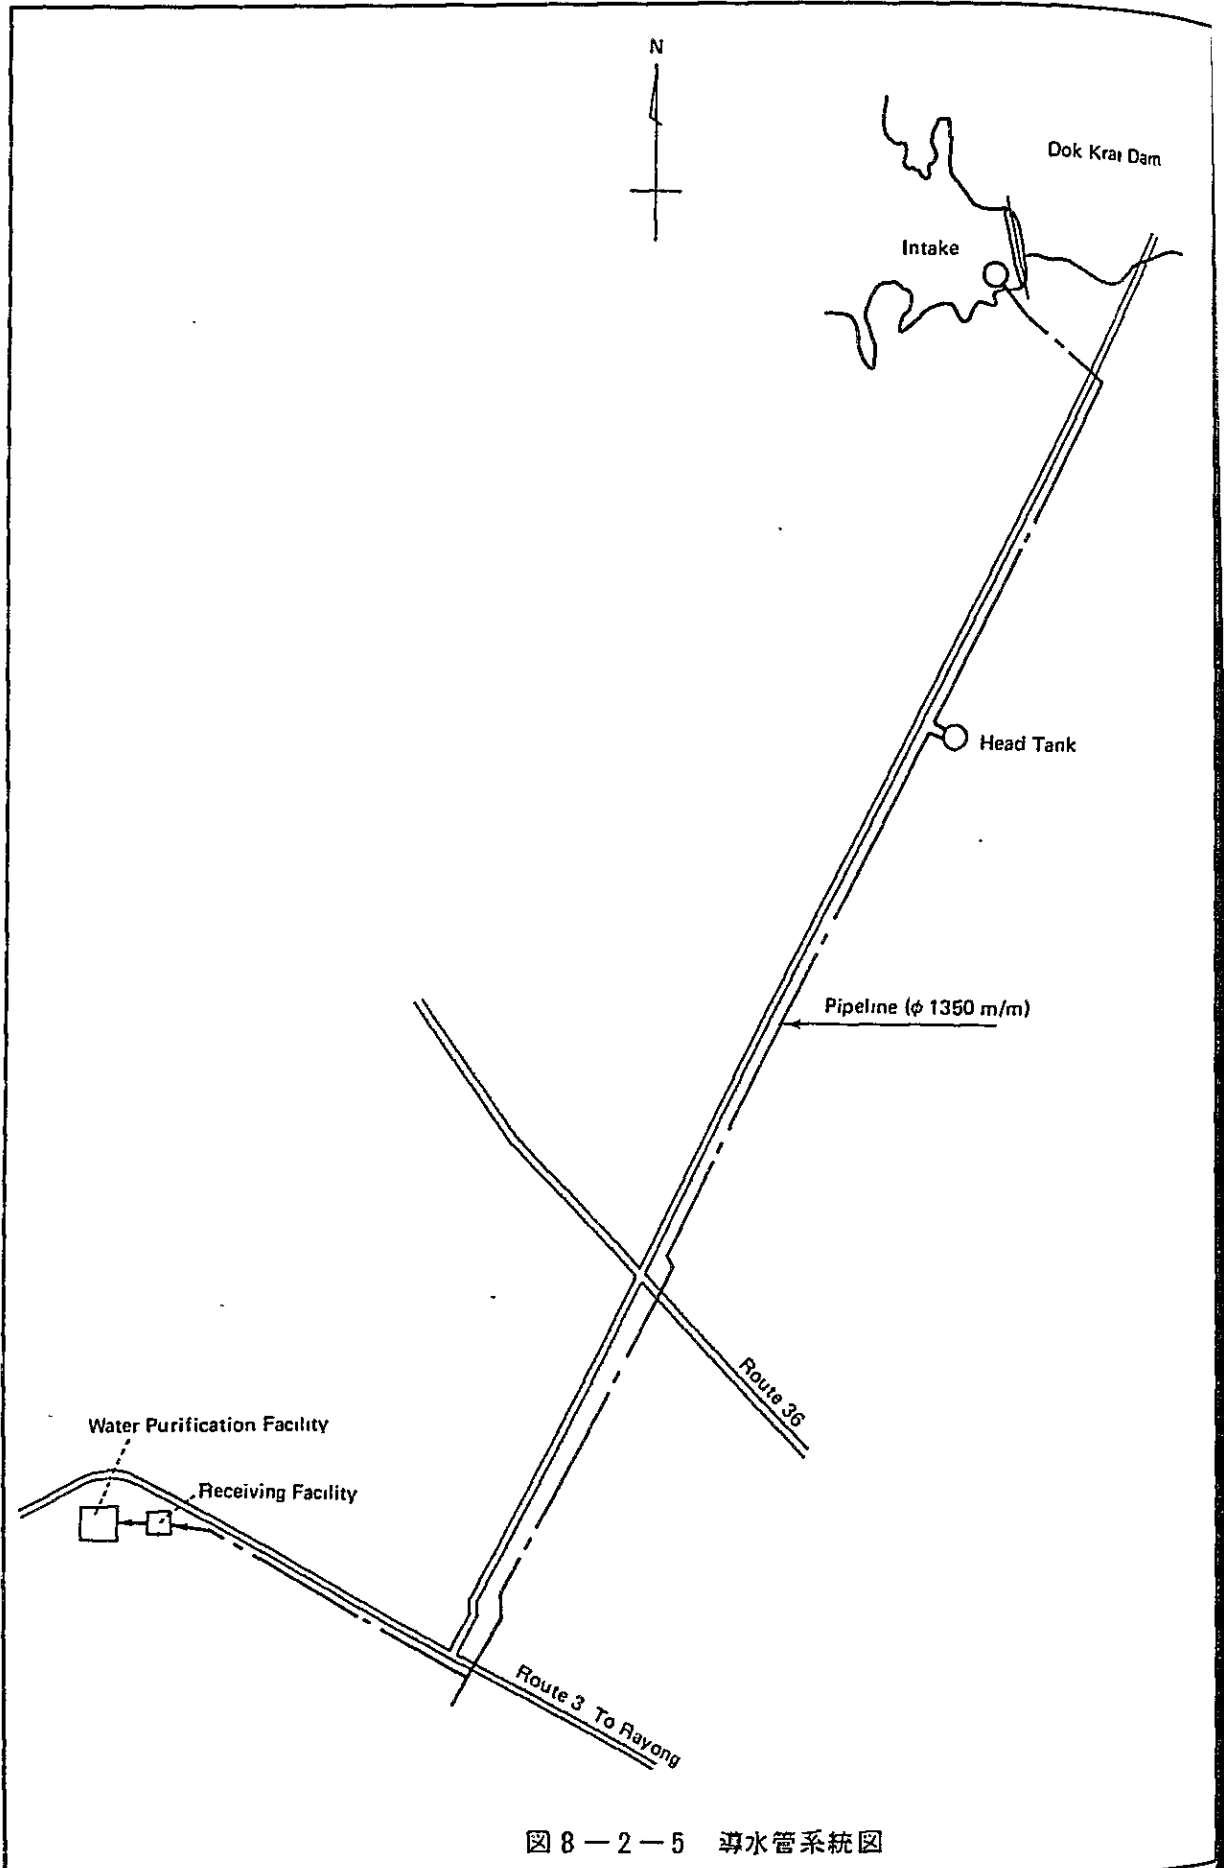 N
Dok Krai Dam
Intake
Head Tank
Pipeline (φ 1350 m/m)
Route 36
Water Purification Facility
Receiving Facility
Route 3 To Rayong
図 8 — 2 — 5 導水管系統図